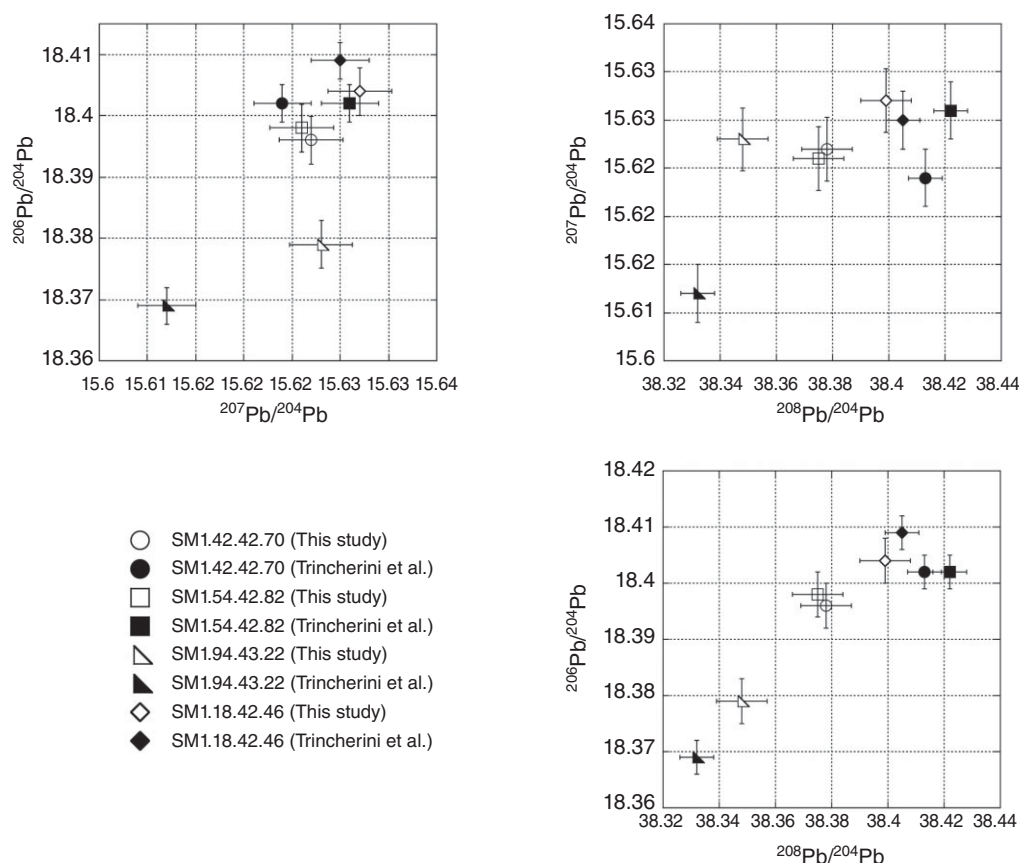 18.41
18.4
18.39
18.38
18.37
18.36
²⁰⁶Pb/²⁰⁴Pb
15.6 15.61 15.62 15.62 15.62 15.63 15.63 15.64
²⁰⁷Pb/²⁰⁴Pb
15.64
15.63
15.63
15.62
15.62
15.62
15.61
15.6
²⁰⁷Pb/²⁰⁴Pb
38.32 38.34 38.36 38.38 38.4 38.42 38.44
²⁰⁸Pb/²⁰⁴Pb
SM1.42.42.70 (This study)
SM1.42.42.70 (Trincherini et al.)
SM1.54.42.82 (This study)
SM1.54.42.82 (Trincherini et al.)
SM1.94.43.22 (This study)
SM1.94.43.22 (Trincherini et al.)
SM1.18.42.46 (This study)
SM1.18.42.46 (Trincherini et al.)
18.42
18.41
18.4
18.39
18.38
18.37
18.36
²⁰⁶Pb/²⁰⁴Pb
38.32 38.34 38.36 38.38 38.4 38.42 38.44
²⁰⁸Pb/²⁰⁴Pb